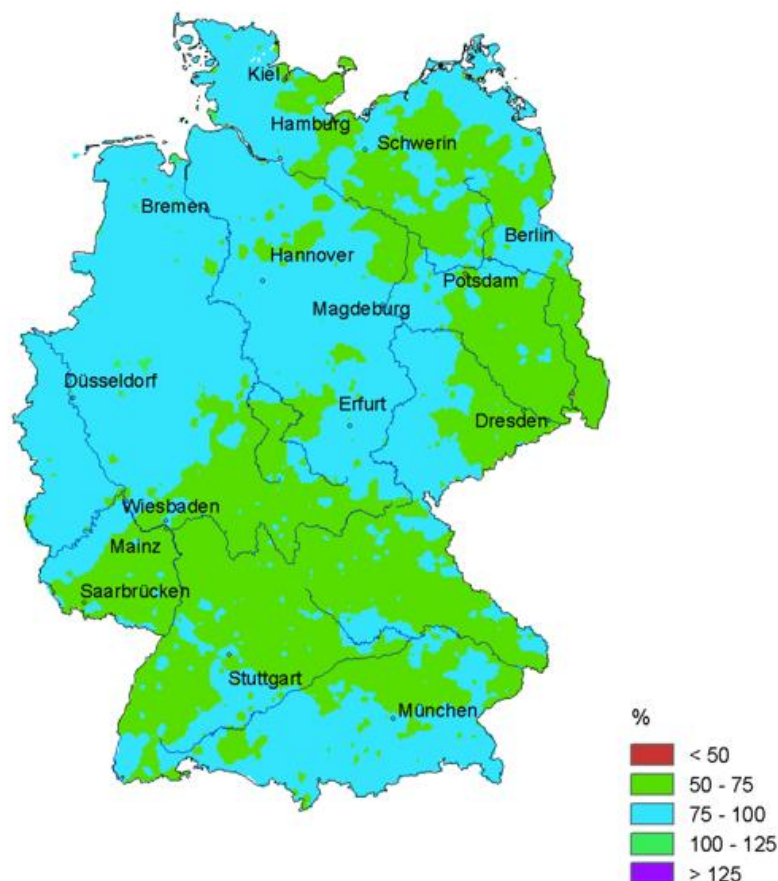 Kiel
Hamburg
Schwerin
Bremen
Berlin
Hannover
Potsdam
Magdeburg
Düsseldorf
Erfurt
Dresden
Wiesbaden
Mainz
Saarbrücken
Stuttgart
München
%
< 50
50 - 75
75 - 100
100 - 125
> 125